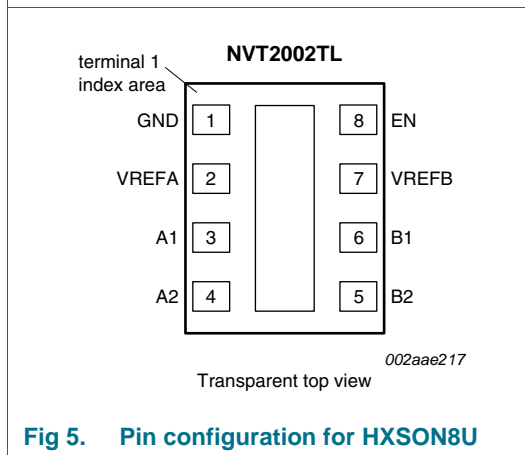 NVT2002TL
terminal 1
index area
GND 1 8 EN
VREFA 2 7 VREFB
A1 3 6 B1
A2 4 5 B2
002aae217
Transparent top view
Fig 5. Pin configuration for HXSON8U